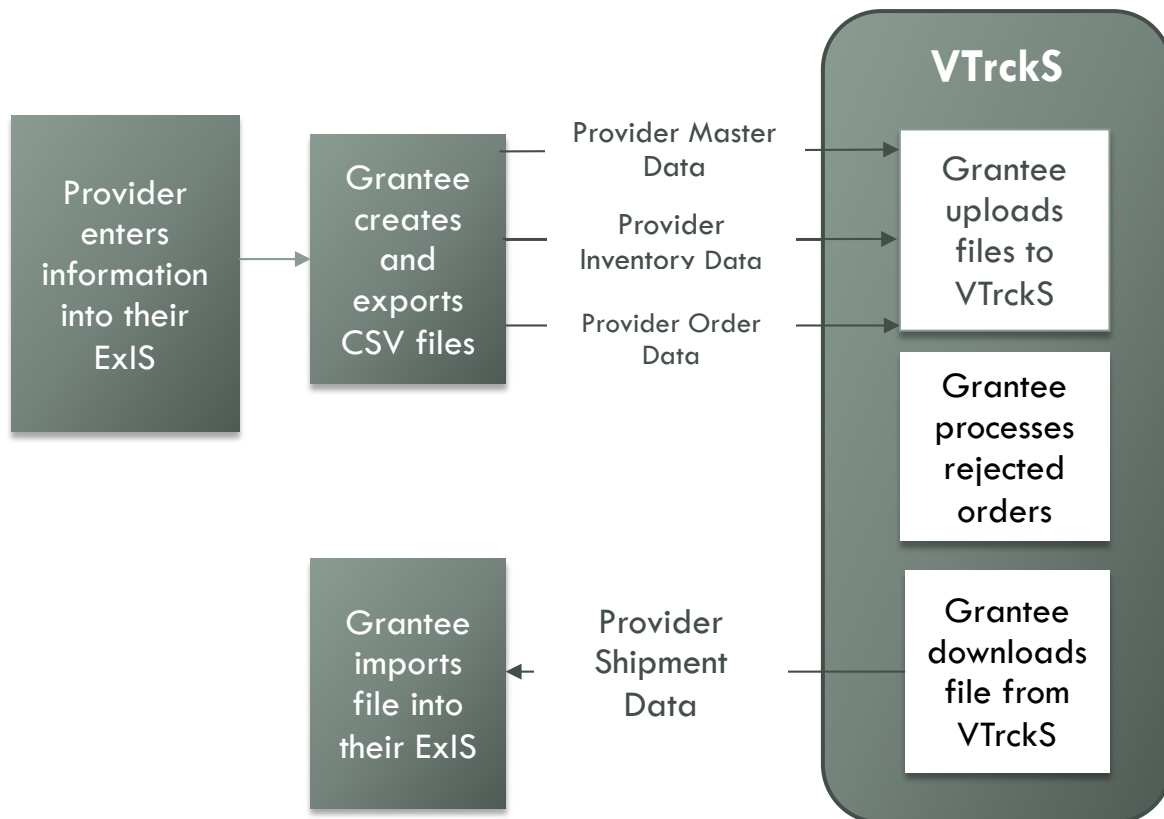 VTrckS
Provider
enters
information
into their
ExIS
Grantee
creates
and
exports
CSV files
Provider Master
Data
Provider
Inventory Data
Provider Order
Data
Grantee
uploads
files to
VTrckS
Grantee
processes
rejected
orders
Grantee
downloads
file from
VTrckS
Provider
Shipment
Data
Grantee
imports
file into
their ExIS